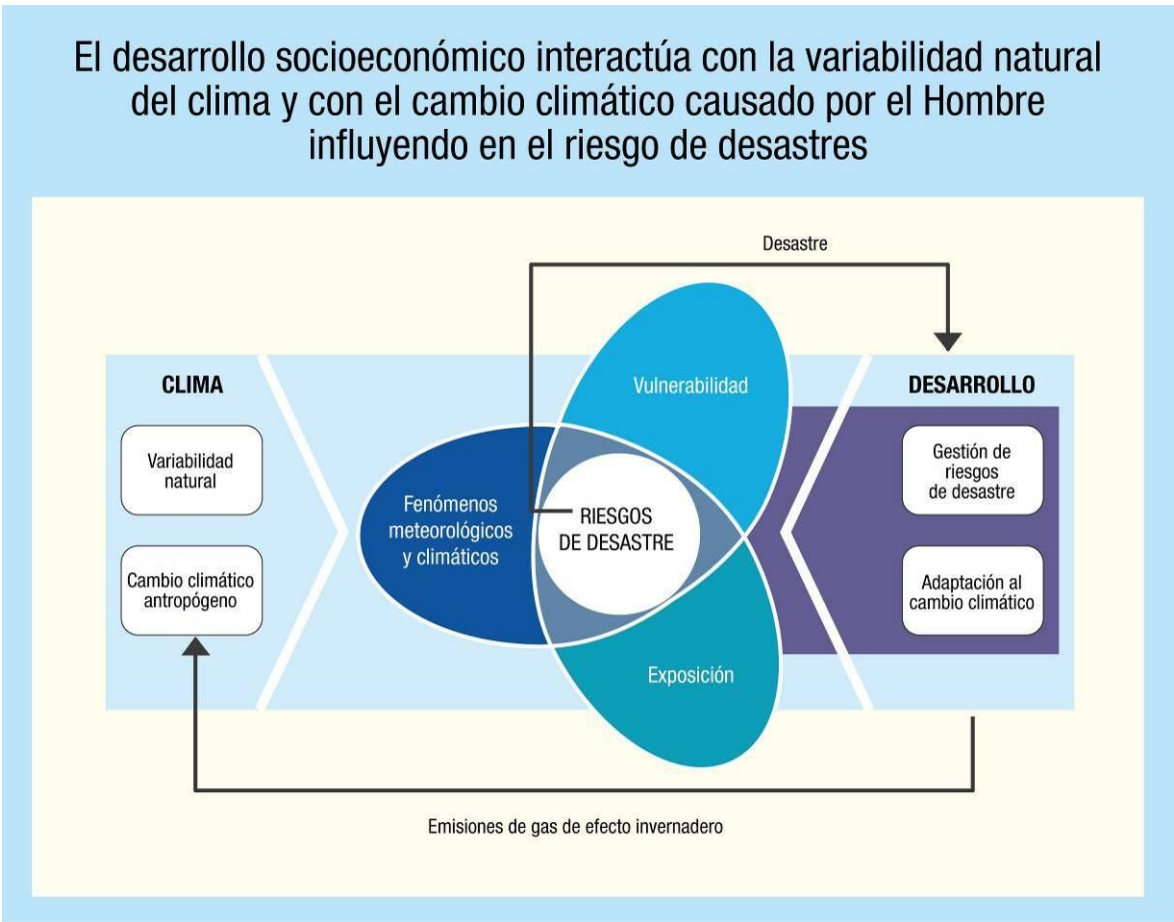 El desarrollo socioeconómico interactúa con la variabilidad natural
del clima y con el cambio climático causado por el Hombre
influyendo en el riesgo de desastres
Desastre
CLIMA
Variabilidad
natural
Cambio climático
antropógeno
Fenómenos
meteorológicos
y climáticos
Vulnerabilidad
RIESGOS
DE DESASTRE
Exposición
DESARROLLO
Gestión de
riesgos
de desastre
Adaptación al
cambio climático
Emisiones de gas de efecto invernadero